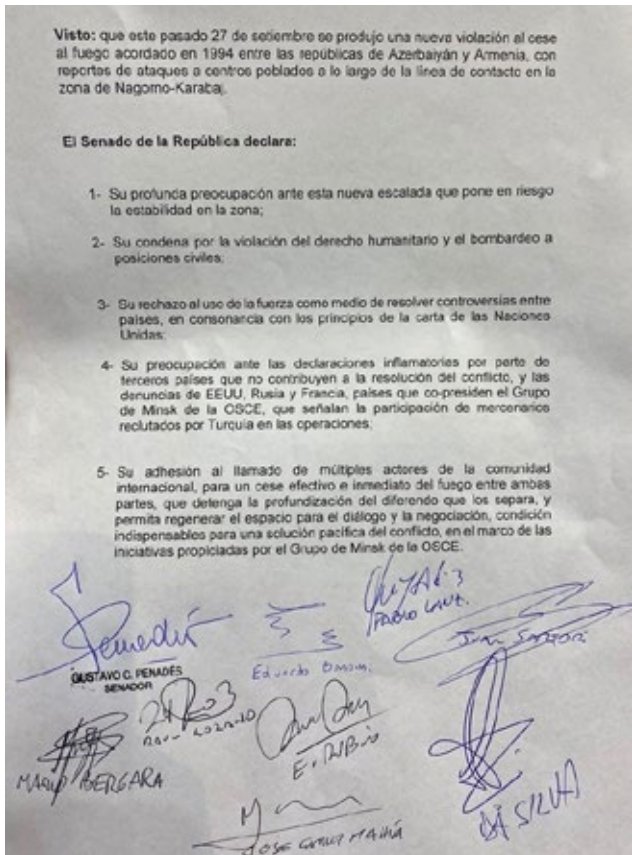 Visto: que este pasado 27 de setiembre se produjo una nueva violación al cese
al fuego acordado en 1994 entre las repúblicas de Azerbaiyán y Armenia, con
reportes de ataques a centros poblados a lo largo de la línea de contacto en la
zona de Nagorno-Karabaj.
El Senado de la República declara:
1- Su profunda preocupación ante esta nueva escalada que pone en riesgo
la estabilidad en la zona;
2- Su condena por la violación del derecho humanitario y el bombardeo a
posiciones civiles;
3- Su rechazo al uso de la fuerza como medio de resolver controversias entre
países, en consonancia con los principios de la carta de las Naciones
Unidas;
4- Su preocupación ante las declaraciones inflamatorias por parte de
terceros países que no contribuyen a la resolución del conflicto, y las
denuncias de EEUU, Rusia y Francia, países que co-presiden el Grupo
de Minsk de la OSCE, que señalan la participación de mercenarios
reclutados por Turquía en las operaciones;
5- Su adhesión al llamado de múltiples actores de la comunidad
internacional, para un cese efectivo e inmediato del fuego entre ambas
partes, que detenga la profundización del diferendo que los separa, y
permita regenerar el espacio para el diálogo y la negociación, condición
indispensables para una solución pacífica del conflicto, en el marco de las
iniciativas propiciadas por el Grupo de Minsk de la OSCE.
Penadés
PABLO
GUSTAVO C. PENADÉS
SENADOR
Eduardo Bonomi
Juan Sartori
E. RUBIO
MARIO BERGARA
DA SILVA
JOSE